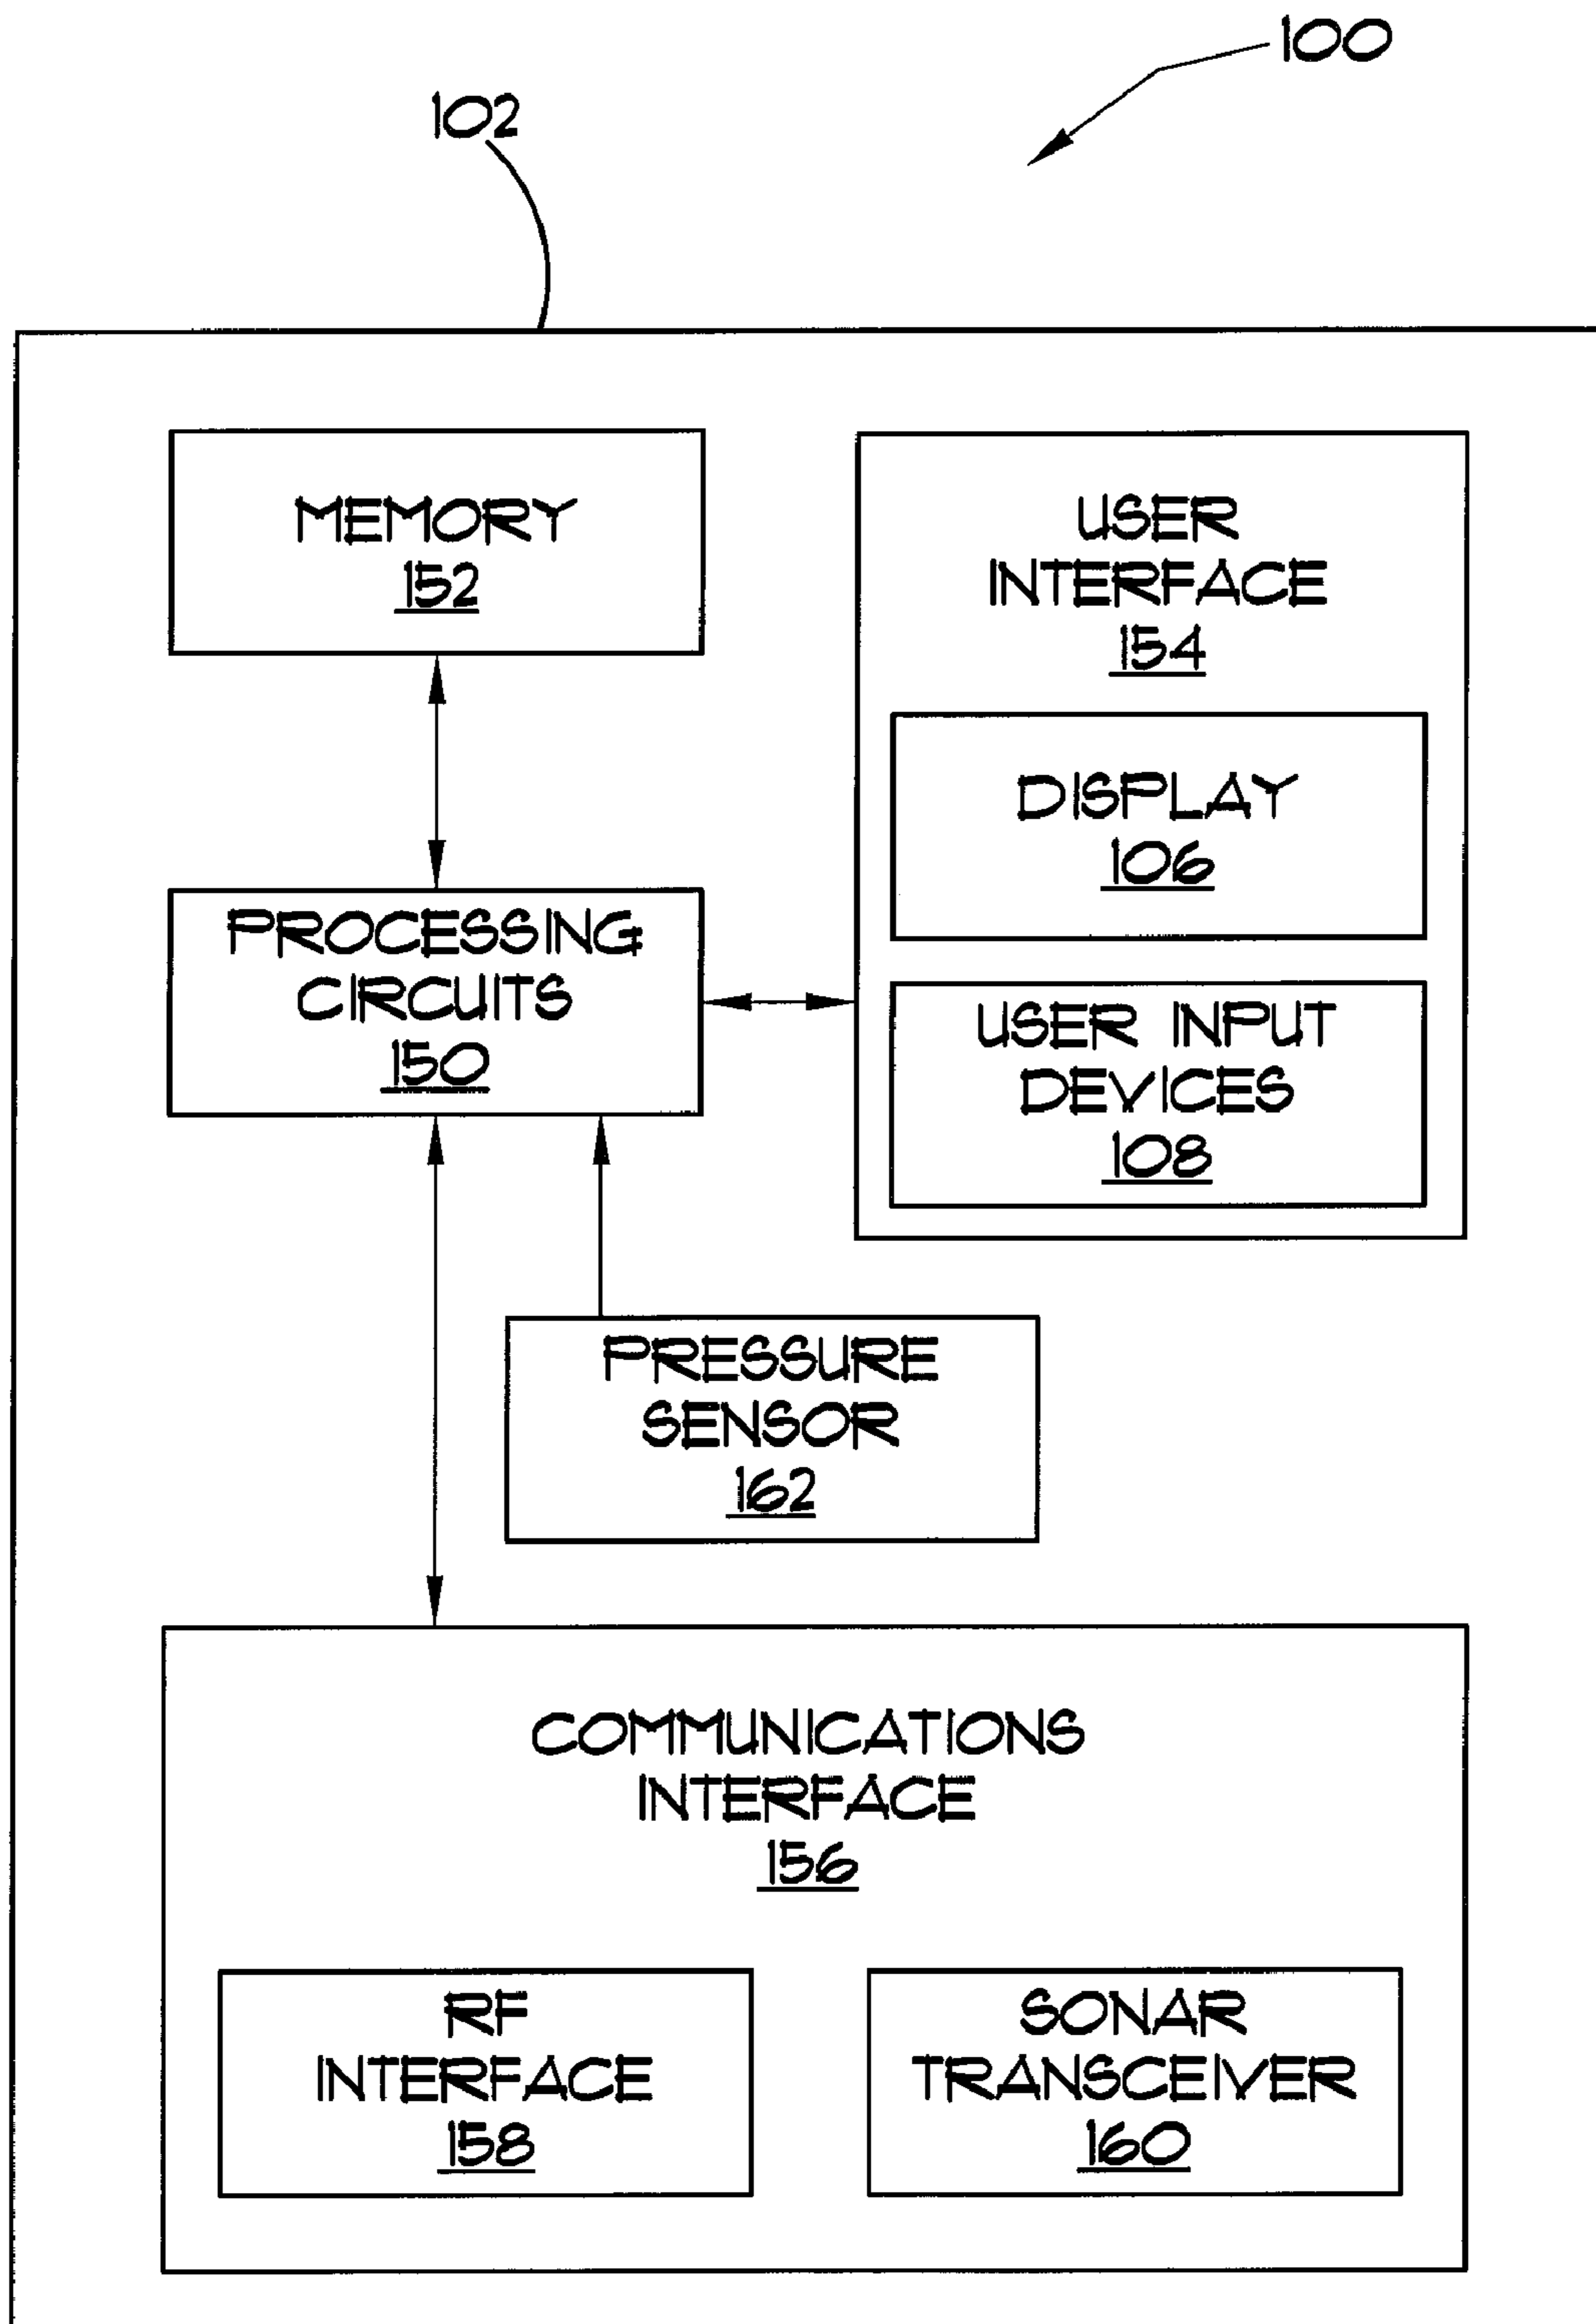 100
102
MEMORY
152
USER
INTERFACE
154
DISPLAY
106
PROCESSING
CIRCUITS
150
USER INPUT
DEVICES
108
PRESSURE
SENSOR
162
COMMUNICATIONS
INTERFACE
156
RF
INTERFACE
158
SONAR
TRANSCEIVER
160